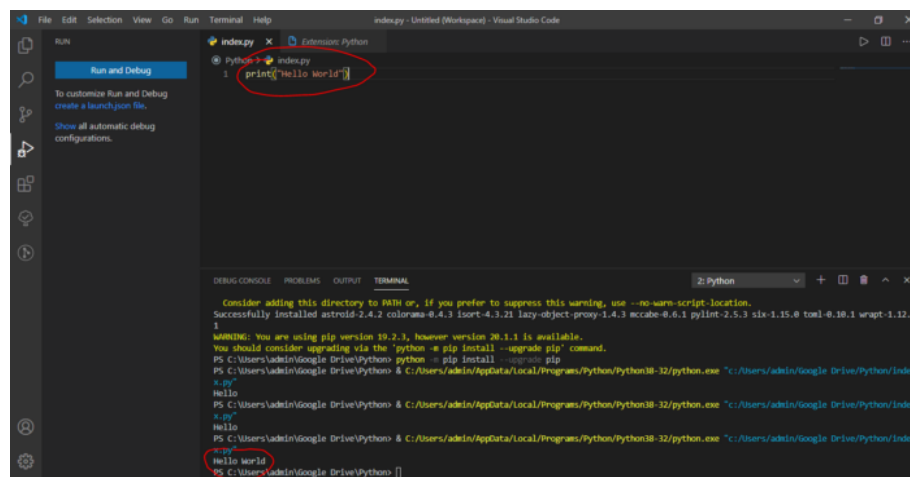 File Edit Selection View Go Run Terminal Help index.py - Untitled (Workspace) - Visual Studio Code
RUN
index.py Extension: Python
Run and Debug
Python > index.py
1 print("Hello World")
To customize Run and Debug
create a launch.json file.
Show all automatic debug
configurations.
DEBUG CONSOLE PROBLEMS OUTPUT TERMINAL 2: Python
Consider adding this directory to PATH or, if you prefer to suppress this warning, use --no-warn-script-location.
Successfully installed astroid-2.4.2 colorama-0.4.3 isort-4.3.21 lazy-object-proxy-1.4.3 mccabe-0.6.1 pylint-2.5.3 six-1.15.0 toml-0.10.1 wrapt-1.12.
1
WARNING: You are using pip version 19.2.3, however version 20.1.1 is available.
You should consider upgrading via the 'python -m pip install --upgrade pip' command.
PS C:\Users\admin\Google Drive\Python> python -m pip install --upgrade pip
PS C:\Users\admin\Google Drive\Python> & C:/Users/admin/AppData/Local/Programs/Python/Python38-32/python.exe "c:/Users/admin/Google Drive/Python/inde
x.py"
Hello
PS C:\Users\admin\Google Drive\Python> & C:/Users/admin/AppData/Local/Programs/Python/Python38-32/python.exe "c:/Users/admin/Google Drive/Python/inde
x.py"
Hello
PS C:\Users\admin\Google Drive\Python> & C:/Users/admin/AppData/Local/Programs/Python/Python38-32/python.exe "c:/Users/admin/Google Drive/Python/inde
x.py"
Hello World
PS C:\Users\admin\Google Drive\Python>